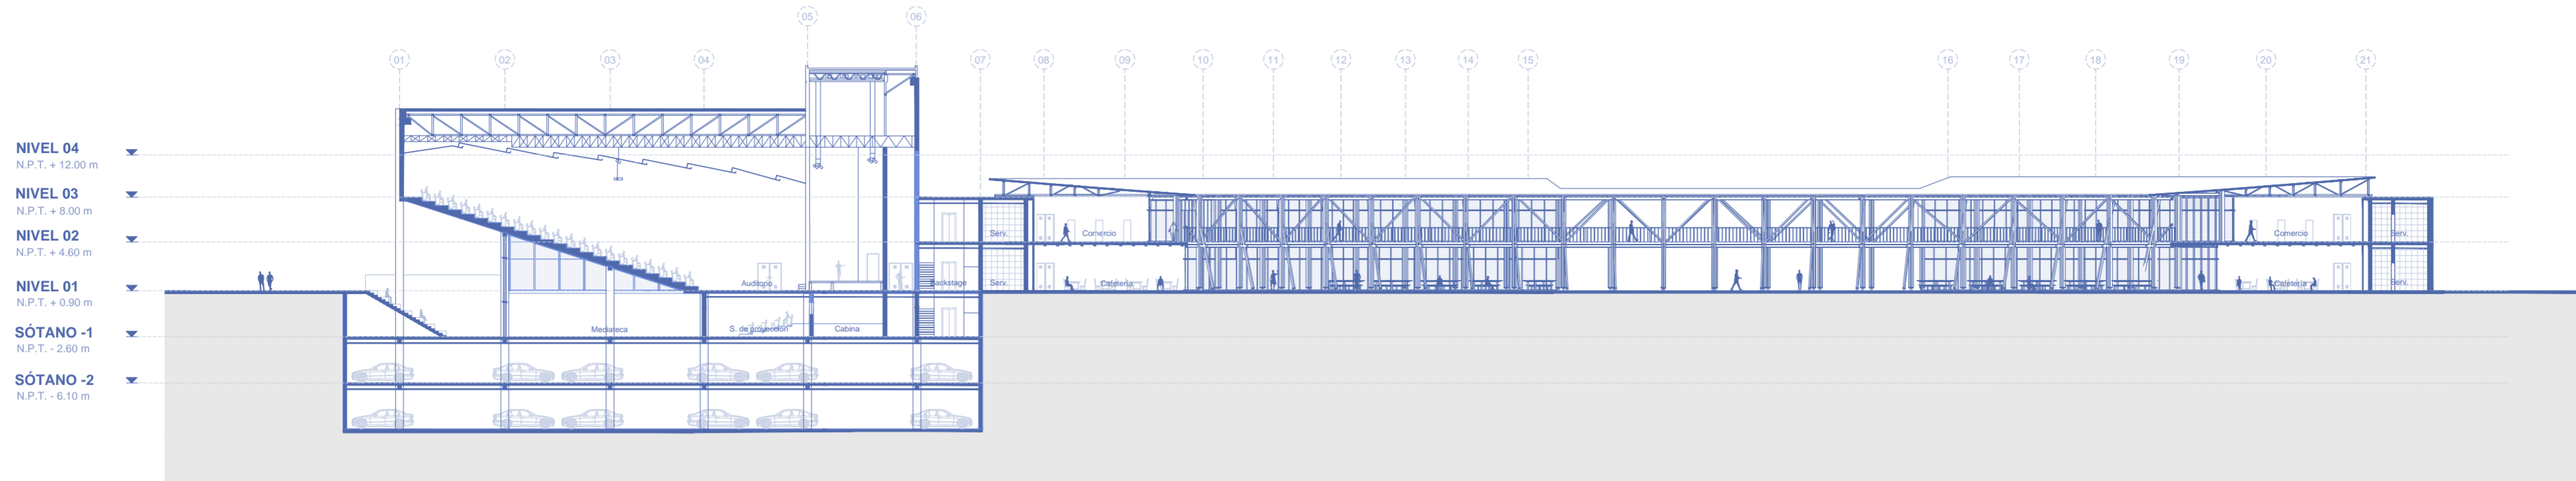 05 06
01 02 03 04 07 08 09 10 11 12 13 14 15 16 17 18 19 20 21
NIVEL 04
N.P.T. + 12.00 m
NIVEL 03
N.P.T. + 8.00 m
NIVEL 02
N.P.T. + 4.60 m
Serv. Comercio Comercio Serv.
NIVEL 01
N.P.T. + 0.90 m
Auditorio Backstage Serv. Cafetería Cafetería Serv.
SÓTANO -1
N.P.T. - 2.60 m
Mediateca S. de proyección Cabina
SÓTANO -2
N.P.T. - 6.10 m